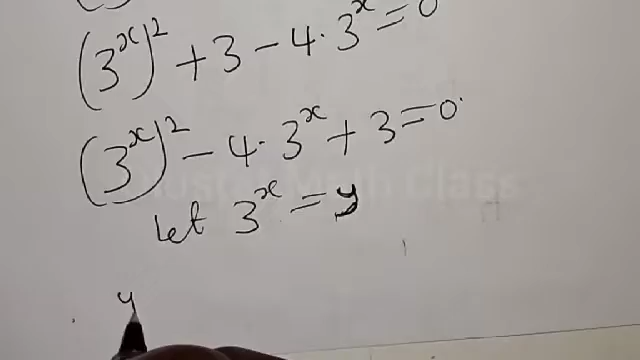 (3^x)^2 + 3 - 4·3^x = 0
(3^x)^2 - 4·3^x + 3 = 0
Let 3^x = y
y